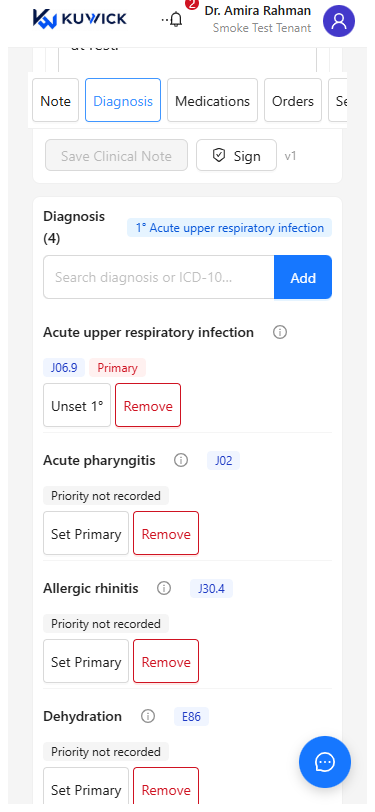 KUWICK
2
Dr. Amira Rahman
Smoke Test Tenant
Note
Diagnosis
Medications
Orders
Save Clinical Note
Sign
v1
Diagnosis
(4)
1° Acute upper respiratory infection
Search diagnosis or ICD-10...
Add
Acute upper respiratory infection
J06.9
Primary
Unset 1°
Remove
Acute pharyngitis
J02
Priority not recorded
Set Primary
Remove
Allergic rhinitis
J30.4
Priority not recorded
Set Primary
Remove
Dehydration
E86
Priority not recorded
Set Primary
Remove